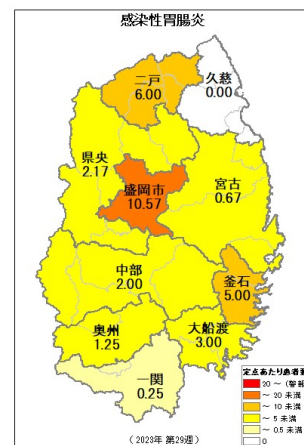 感染性胃腸炎
二戸
6.00
久慈
0.00
県央
2.17
盛岡市
10.57
宮古
0.67
中部
2.00
釜石
5.00
奥州
1.25
大船渡
3.00
一関
0.25
定点あたり患者
20 ~ (警報
~ 20 未満
~ 10 未満
~ 5 未満
~ 0.5 未満
0
(2023年 第29週)